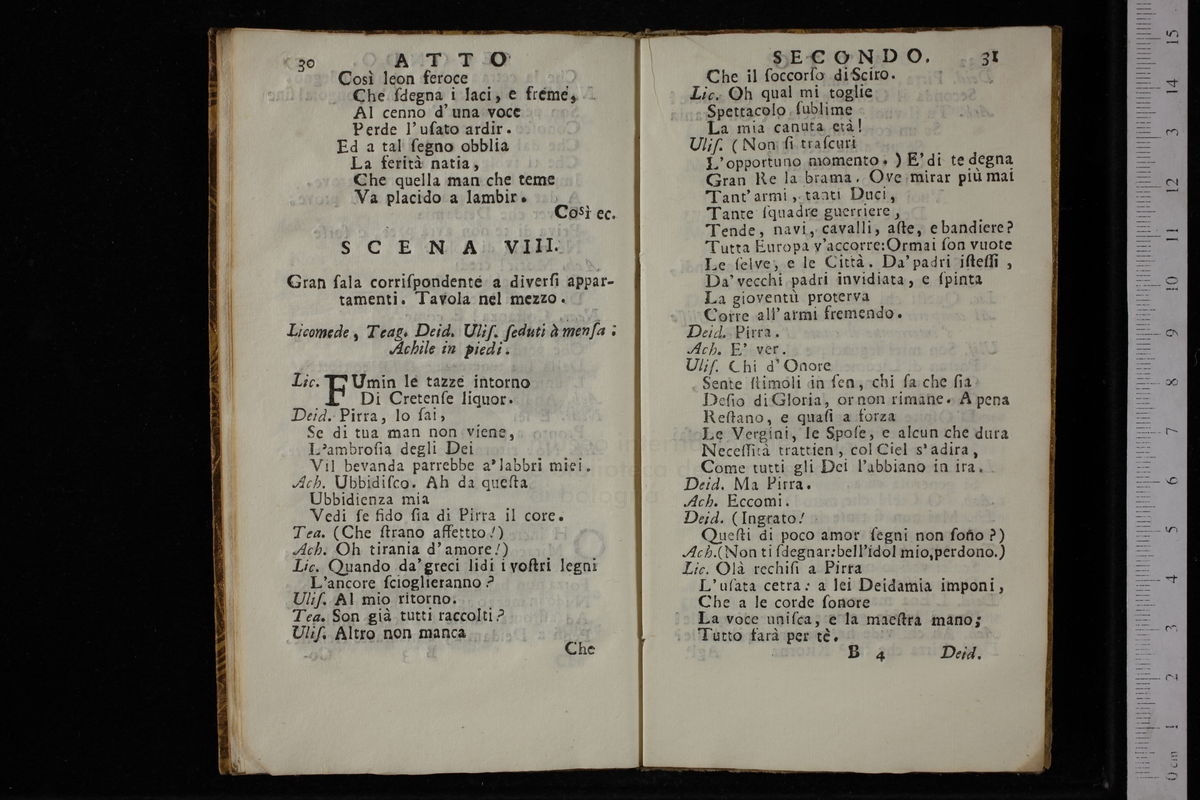 30 ATTO
Così leon feroce
Che ſdegna i laci, e freme,
Al cenno d'una voce
Perde l'uſato ardir.
Ed a tal ſegno obblia
La ferità natia,
Che quella man che teme
Va placido a lambir.
Così ec.
SCENA VIII.
Gran ſala corriſpondente a diverſi appar-
tamenti. Tavola nel mezzo.
Licomede, Teag. Deid. Uliſ. ſeduti à menſa:
Achile in piedi.
Lic. FUmin le tazze intorno
Di Cretenſe liquor.
Deid. Pirra, lo ſai,
Se di tua man non viene,
L'ambroſia degli Dei
Vil bevanda parrebbe a'labbri miei.
Ach. Ubbidiſco. Ah da queſta
Ubbidienza mia
Vedi ſe fido ſia di Pirra il core.
Tea. (Che ſtrano affettto!)
Ach. Oh tirania d'amore!)
Lic. Quando da'greci lidi i voſtri legni
L'ancore ſcioglieranno?
Uliſ. Al mio ritorno.
Tea. Son già tutti raccolti?
Uliſ. Altro non manca
Che
SECONDO. 31
Che il ſoccorſo di Sciro.
Lic. Oh qual mi toglie
Spettacolo ſublime
La mia canuta età!
Uliſ. (Non ſi traſcuri
L'opportuno momento.) E'di te degna
Gran Re la brama. Ove mirar più mai
Tant'armi, tanti Duci,
Tante ſquadre guerriere,
Tende, navi, cavalli, aſte, e bandiere?
Tutta Europa v'accorre: Ormai ſon vuote
Le ſelve, e le Città. Da'padri iſteſſi,
Da'vecchi padri invidiata, e ſpinta
La gioventù proterva
Corre all'armi fremendo.
Deid. Pirra.
Ach. E' ver.
Uliſ. Chi d'Onore
Sente ſtimoli in ſen, chi ſa che ſia
Deſio di Gloria, or non rimane. A pena
Reſtano, e quaſi a forza
Le Vergini, le Spoſe, e alcun che dura
Neceſſità trattien, col Ciel s'adira,
Come tutti gli Dei l'abbiano in ira.
Deid. Ma Pirra.
Ach. Eccomi.
Deid. (Ingrato!
Queſti di poco amor ſegni non ſono?)
Ach. (Non ti ſdegnar: bell'idol mio, perdono.)
Lic. Olà rechiſi a Pirra
L'uſata cetra: a lei Deidamia imponi,
Che a le corde ſonore
La voce uniſca, e la maeſtra mano;
Tutto farà per tè.
B 4 Deid.